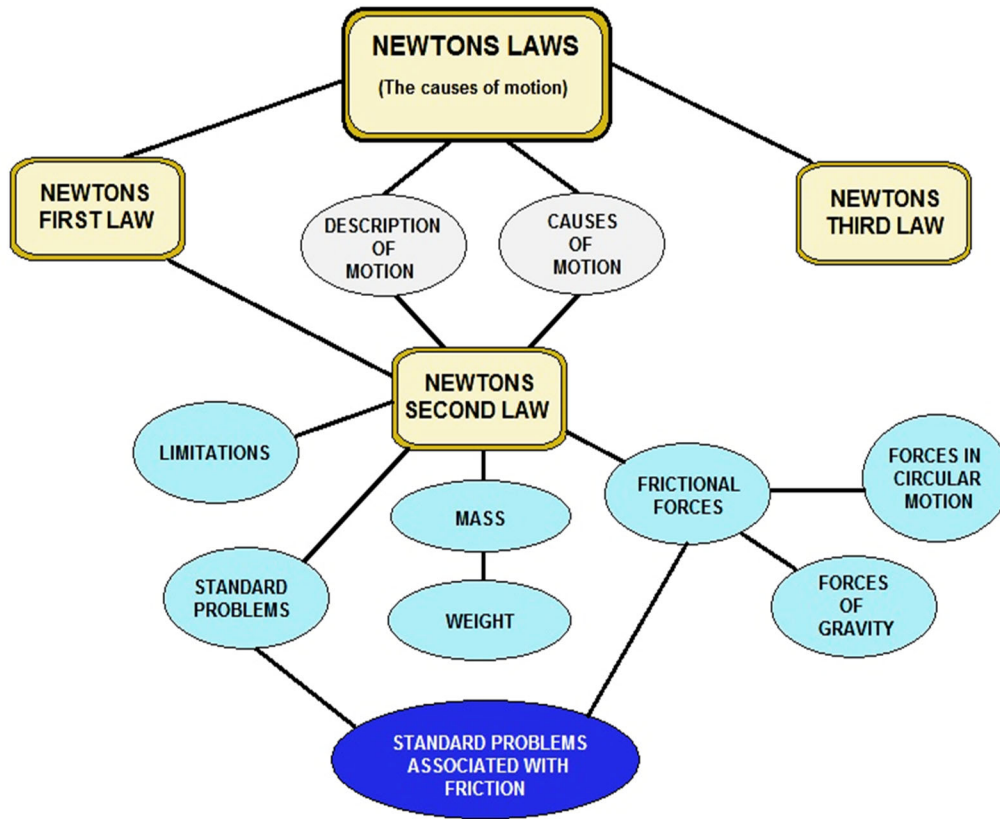 NEWTONS LAWS
(The causes of motion)
NEWTONS
FIRST LAW
DESCRIPTION
OF
MOTION
CAUSES
OF
MOTION
NEWTONS
THIRD LAW
NEWTONS
SECOND LAW
LIMITATIONS
MASS
FRICTIONAL
FORCES
FORCES IN
CIRCULAR
MOTION
STANDARD
PROBLEMS
WEIGHT
FORCES
OF
GRAVITY
STANDARD PROBLEMS
ASSOCIATED WITH
FRICTION